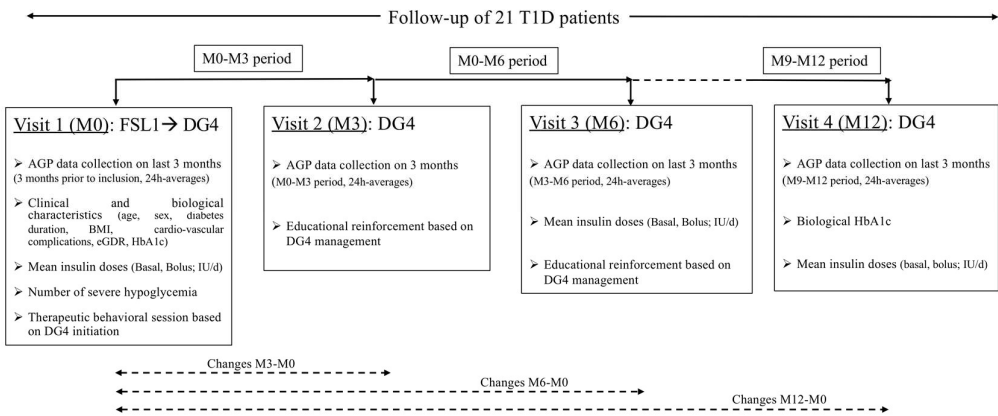 Follow-up of 21 T1D patients
M0-M3 period
M0-M6 period
M9-M12 period
Visit 1 (M0): FSL1→ DG4
➢ AGP data collection on last 3 months
(3 months prior to inclusion, 24h-averages)
➢ Clinical and biological
characteristics (age, sex, diabetes
duration, BMI, cardio-vascular
complications, eGDR, HbA1c)
➢ Mean insulin doses (Basal, Bolus; IU/d)
➢ Number of severe hypoglycemia
➢ Therapeutic behavioral session based
on DG4 initiation
Visit 2 (M3): DG4
➢ AGP data collection on 3 months
(M0-M3 period, 24h-averages)
➢ Educational reinforcement based on
DG4 management
Visit 3 (M6): DG4
➢ AGP data collection on last 3 months
(M3-M6 period, 24h-averages)
➢ Mean insulin doses (Basal, Bolus; IU/d)
➢ Educational reinforcement based on
DG4 management
Visit 4 (M12): DG4
➢ AGP data collection on last 3 months
(M9-M12 period, 24h-averages)
➢ Biological HbA1c
➢ Mean insulin doses (basal, bolus; IU/d)
Changes M3-M0
Changes M6-M0
Changes M12-M0